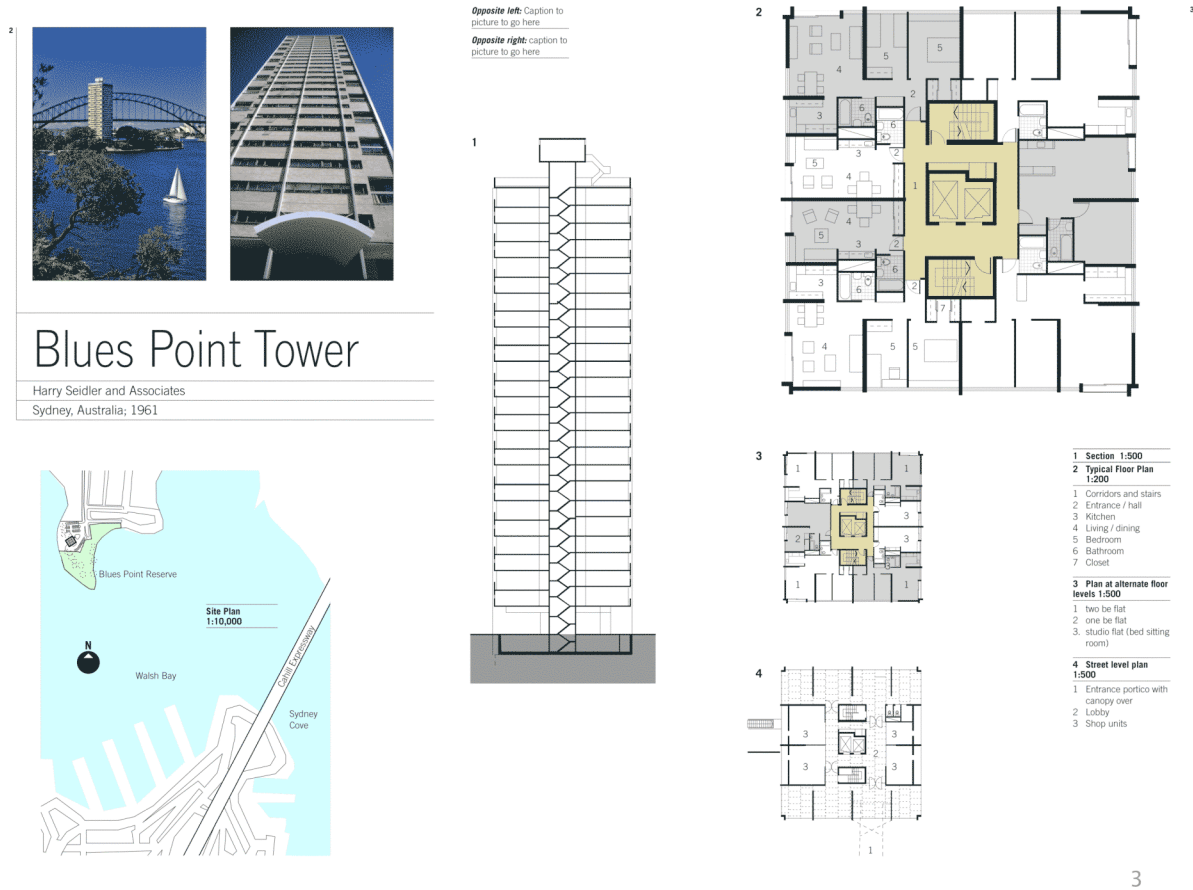 2
Opposite left: Caption to
picture to go here
Opposite right: caption to
picture to go here
Blues Point Tower
Harry Seidler and Associates
Sydney, Australia; 1961
Blues Point Reserve
Site Plan
1:10,000
N
Walsh Bay
Cahill Expressway
Sydney
Cove
1
2
3
4
5
5
4
2
6
3
6
3
2
5
4
1
4
5
3
2
6
3
6
2
7
4
5
5
3
1
1
3
2
3
1
1
4
3
3
2
3
3
1
1 Section 1:500
2 Typical Floor Plan
1:200
1 Corridors and stairs
2 Entrance / hall
3 Kitchen
4 Living / dining
5 Bedroom
6 Bathroom
7 Closet
3 Plan at alternate floor
levels 1:500
1 two be flat
2 one be flat
3. studio flat (bed sitting
room)
4 Street level plan
1:500
1 Entrance portico with
canopy over
2 Lobby
3 Shop units
3